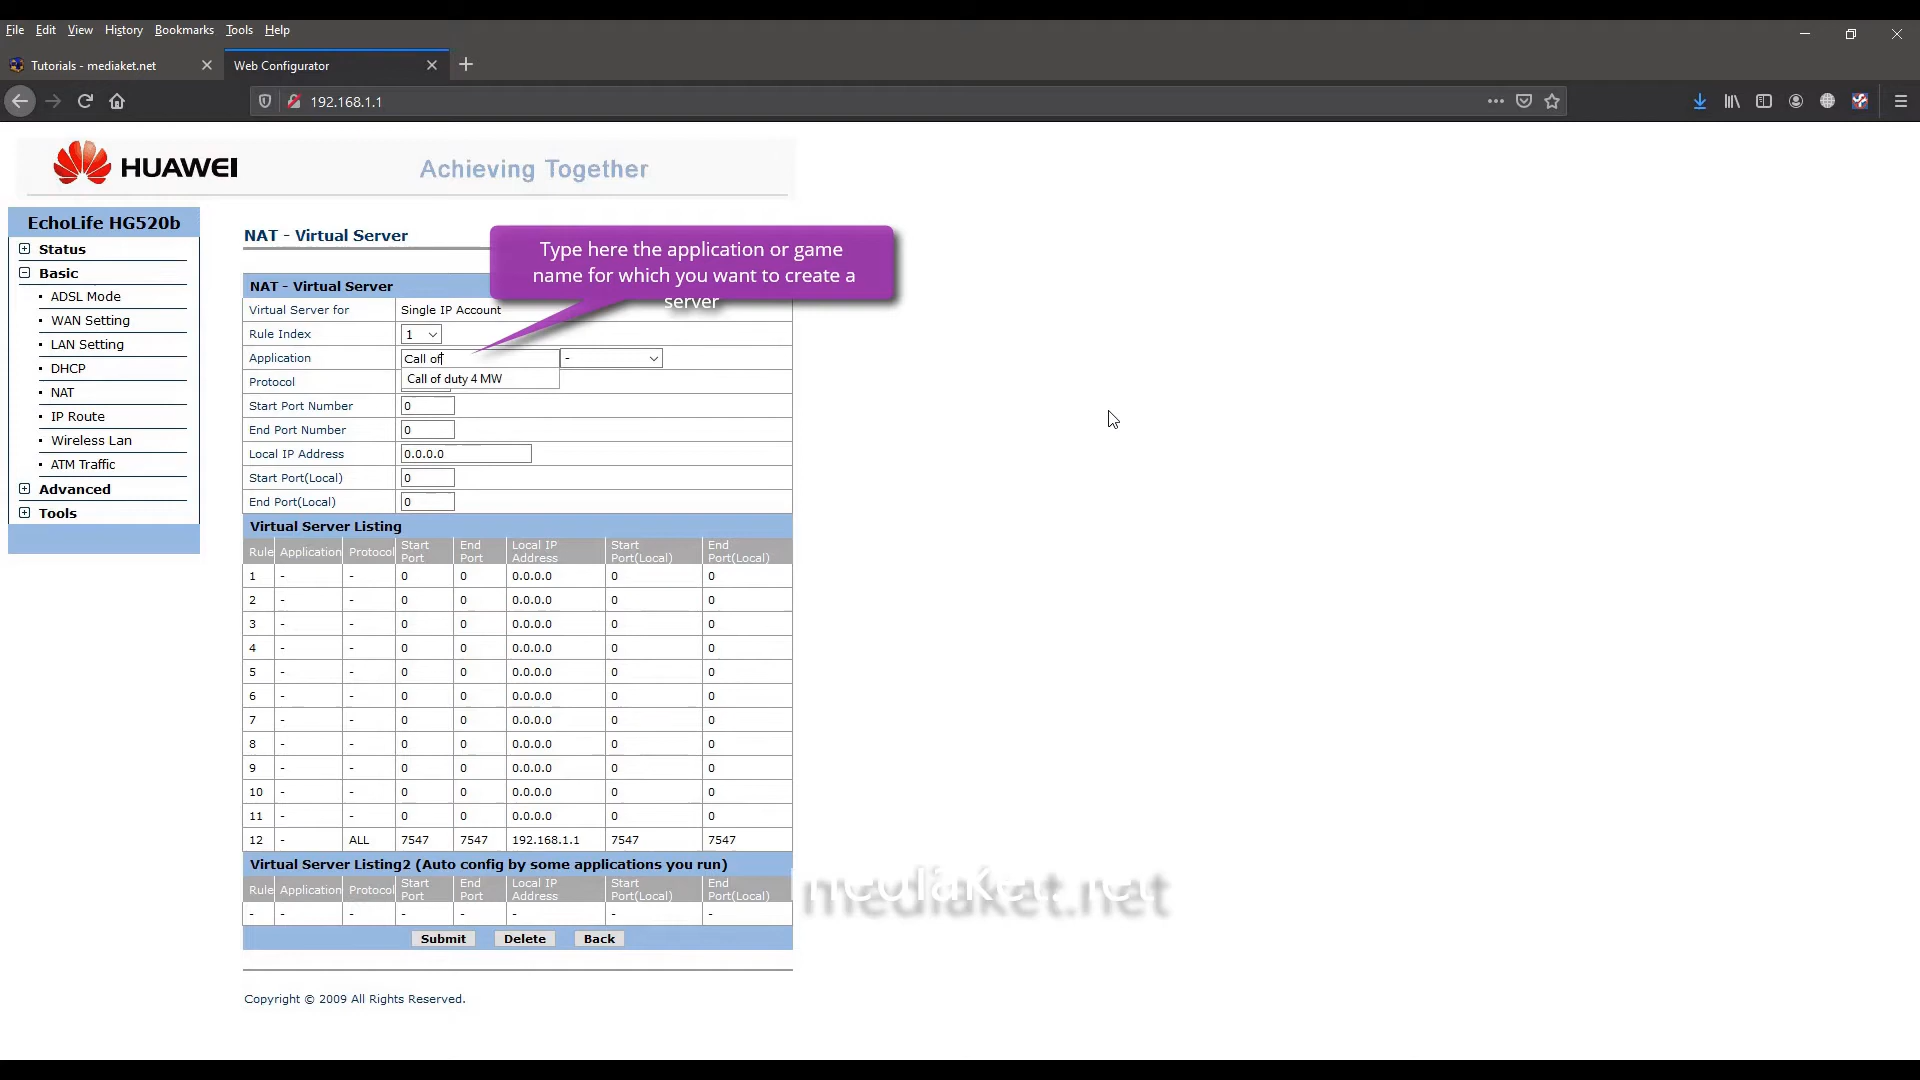 File Edit View History Bookmarks Tools Help
Tutorials - mediaket.net
Web Configurator
192.168.1.1
HUAWEI
Achieving Together
EchoLife HG520b
Status
Basic
ADSL Mode
WAN Setting
LAN Setting
DHCP
NAT
IP Route
Wireless Lan
ATM Traffic
Advanced
Tools
NAT - Virtual Server
Type here the application or game
name for which you want to create a
server
NAT - Virtual Server
Virtual Server for Single IP Account
Rule Index 1
Application Call of -
Call of duty 4 MW
Protocol
Start Port Number 0
End Port Number 0
Local IP Address 0.0.0.0
Start Port(Local) 0
End Port(Local) 0
Virtual Server Listing
Rule Application Protocol Start Port End Port Local IP Address Start Port(Local) End Port(Local)
1 - - 0 0 0.0.0.0 0 0
2 - - 0 0 0.0.0.0 0 0
3 - - 0 0 0.0.0.0 0 0
4 - - 0 0 0.0.0.0 0 0
5 - - 0 0 0.0.0.0 0 0
6 - - 0 0 0.0.0.0 0 0
7 - - 0 0 0.0.0.0 0 0
8 - - 0 0 0.0.0.0 0 0
9 - - 0 0 0.0.0.0 0 0
10 - - 0 0 0.0.0.0 0 0
11 - - 0 0 0.0.0.0 0 0
12 - ALL 7547 7547 192.168.1.1 7547 7547
Virtual Server Listing2 (Auto config by some applications you run)
Rule Application Protocol Start Port End Port Local IP Address Start Port(Local) End Port(Local)
- - - - - - - -
Submit Delete Back
mediaket.net
Copyright © 2009 All Rights Reserved.